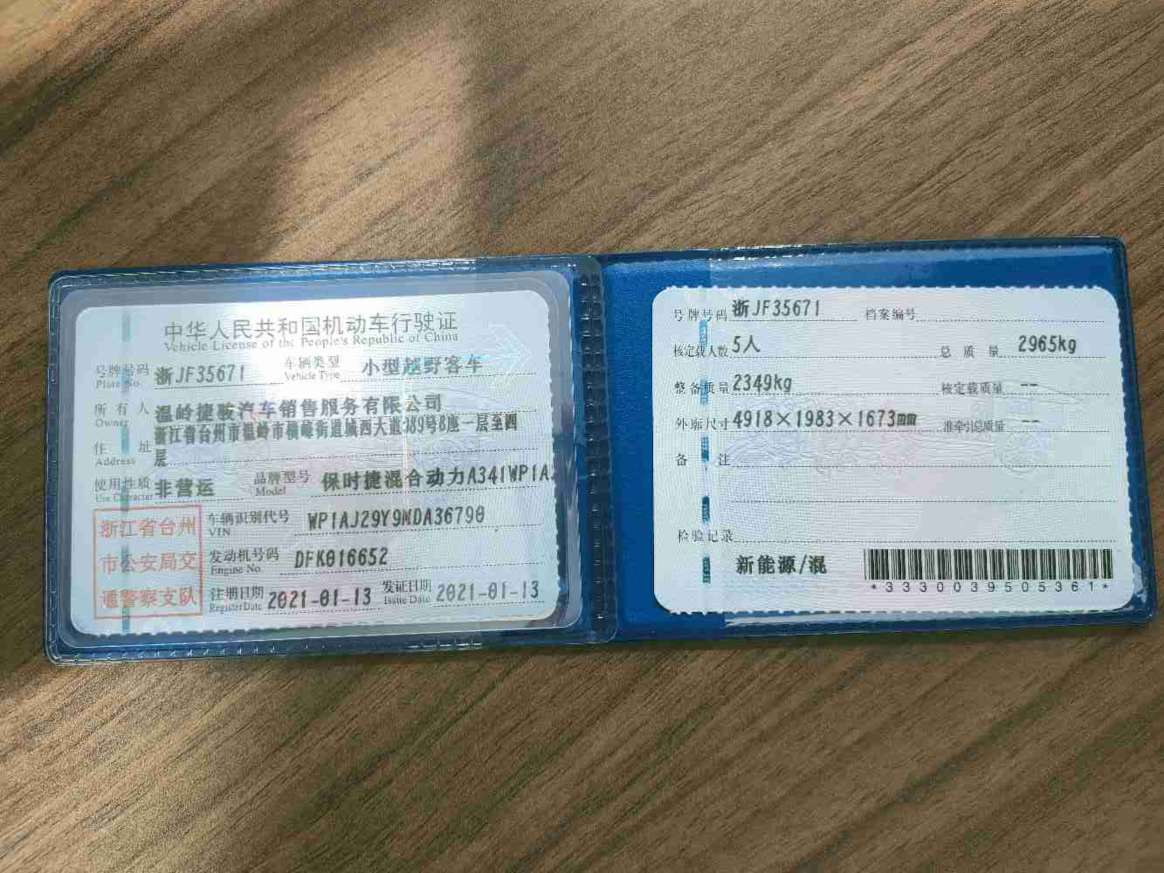 中华人民共和国机动车行驶证
Vehicle License of the People's Republic of China
号牌号码 浙JF35671 车辆类型 小型越野客车
Plate No. Vehicle Type
所有人 温岭捷骏汽车销售服务有限公司
Owner
浙江省台州市温岭市横峰街道城西大道389号8座一层至四
住址 层
Address
使用性质 非营运 品牌型号 保时捷混合动力A341WP1A
Use Character Model
浙江省台州
市公安局交
通警察支队
车辆识别代号 WP1AJ29Y9MDA36790
VIN
发动机号码 DFK016652
Engine No.
注册日期 2021-01-13 发证日期 2021-01-13
Register Date Issue Date
号牌号码 浙JF35671 档案编号
核定载人数 5人 总质量 2965kg
整备质量 2349kg 核定载质量 --
外廓尺寸 4918×1983×1673mm 准牵引总质量 --
备注
检验记录
新能源/混
*3330039505361*